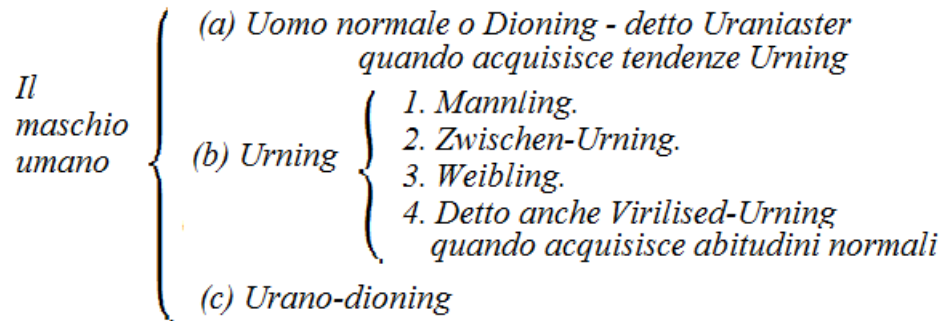 Il
maschio
umano
(a) Uomo normale o Dioning - detto Uraniaster
quando acquisisce tendenze Urning
(b) Urning
1. Mannling.
2. Zwischen-Urning.
3. Weibling.
4. Detto anche Virilised-Urning
quando acquisisce abitudini normali
(c) Urano-dioning